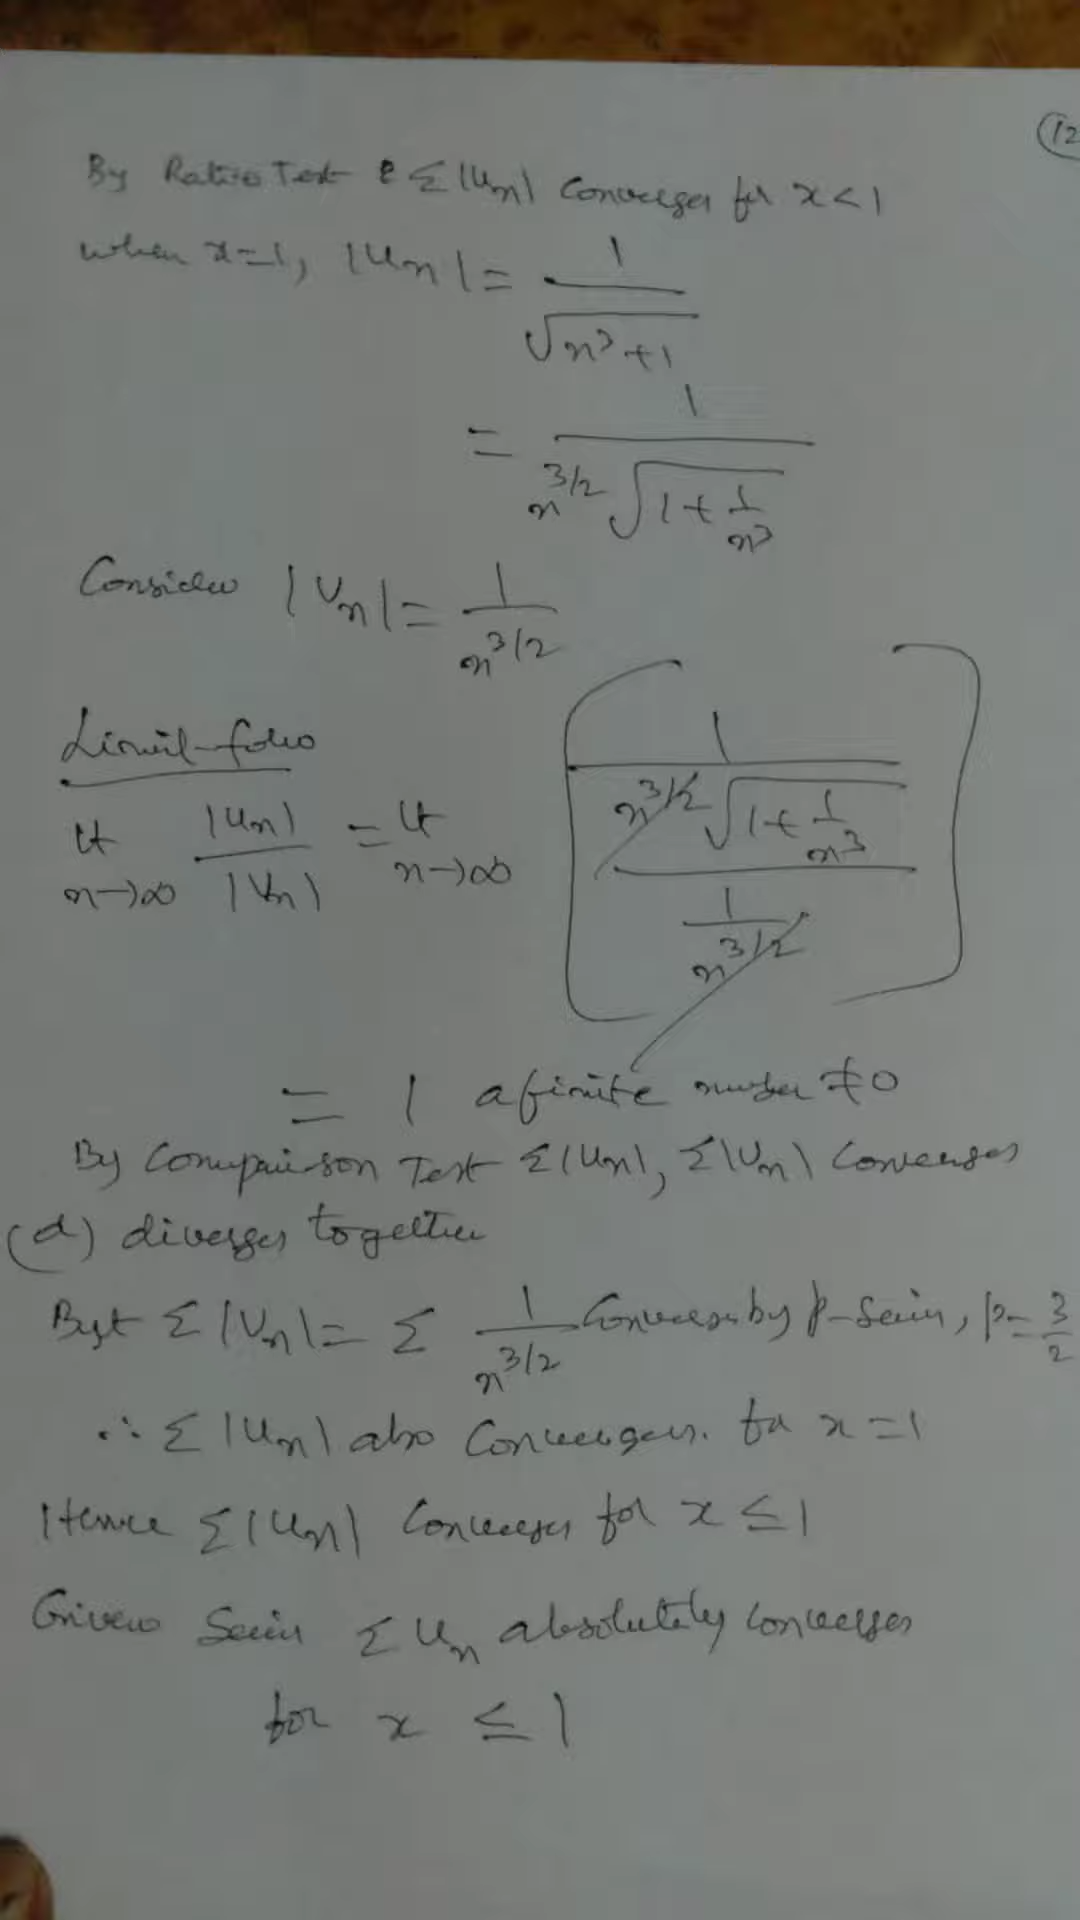 (12
By Ratio Test Σ|un| Converges for x<1
when x=1, |un| = 1/√(n³+1)
= 1/(n^3/2 √(1+1/n³))
Consider |vn| = 1/n^3/2
Limit form
Lt n→∞ |un|/|vn| = Lt n→∞ [ (1/(n^3/2 √(1+1/n³))) / (1/n^3/2) ]
= 1 a finite number ≠0
By Comparison Test Σ|un|, Σ|vn| Converges
(or) diverges together
But Σ|vn| = Σ 1/n^3/2 Converges by p-series, p=3/2
∴ Σ|un| also Converges. for x=1
Hence Σ|un| Converges for x ≤ 1
Given Series Σ un absolutely converges
for x ≤ 1